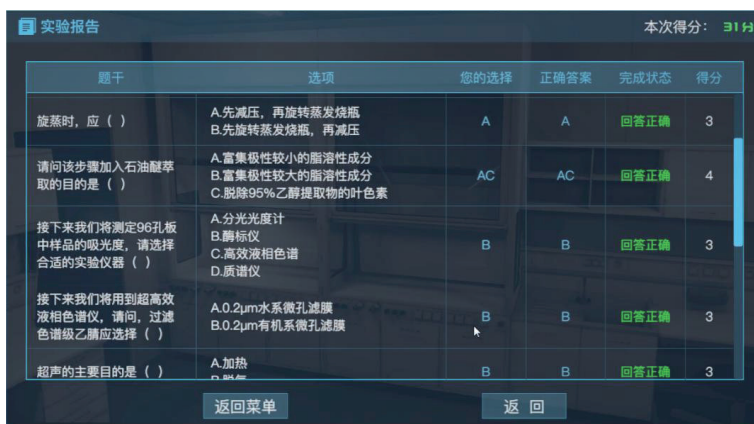 实验报告
本次得分： 31分
题干 选项 您的选择 正确答案 完成状态 得分
旋蒸时，应（ ）
A.先减压，再旋转蒸发烧瓶
B.先旋转蒸发烧瓶，再减压
A A 回答正确 3
请问该步骤加入石油醚萃
取的目的是（ ）
A.富集极性较小的脂溶性成分
B.富集极性较大的脂溶性成分
C.脱除95%乙醇提取物的叶色素
AC AC 回答正确 4
接下来我们将测定96孔板
中样品的吸光度，请选择
合适的实验仪器（ ）
A.分光光度计
B.酶标仪
C.高效液相色谱
D.质谱仪
B B 回答正确 3
接下来我们将用到超高效
液相色谱仪，请问，过滤
色谱级乙腈应选择（ ）
A.0.2μm水系微孔滤膜
B.0.2μm有机系微孔滤膜
B B 回答正确 3
超声的主要目的是（ ）
A.加热
B.脱气
B B 回答正确 3
返回菜单
返 回